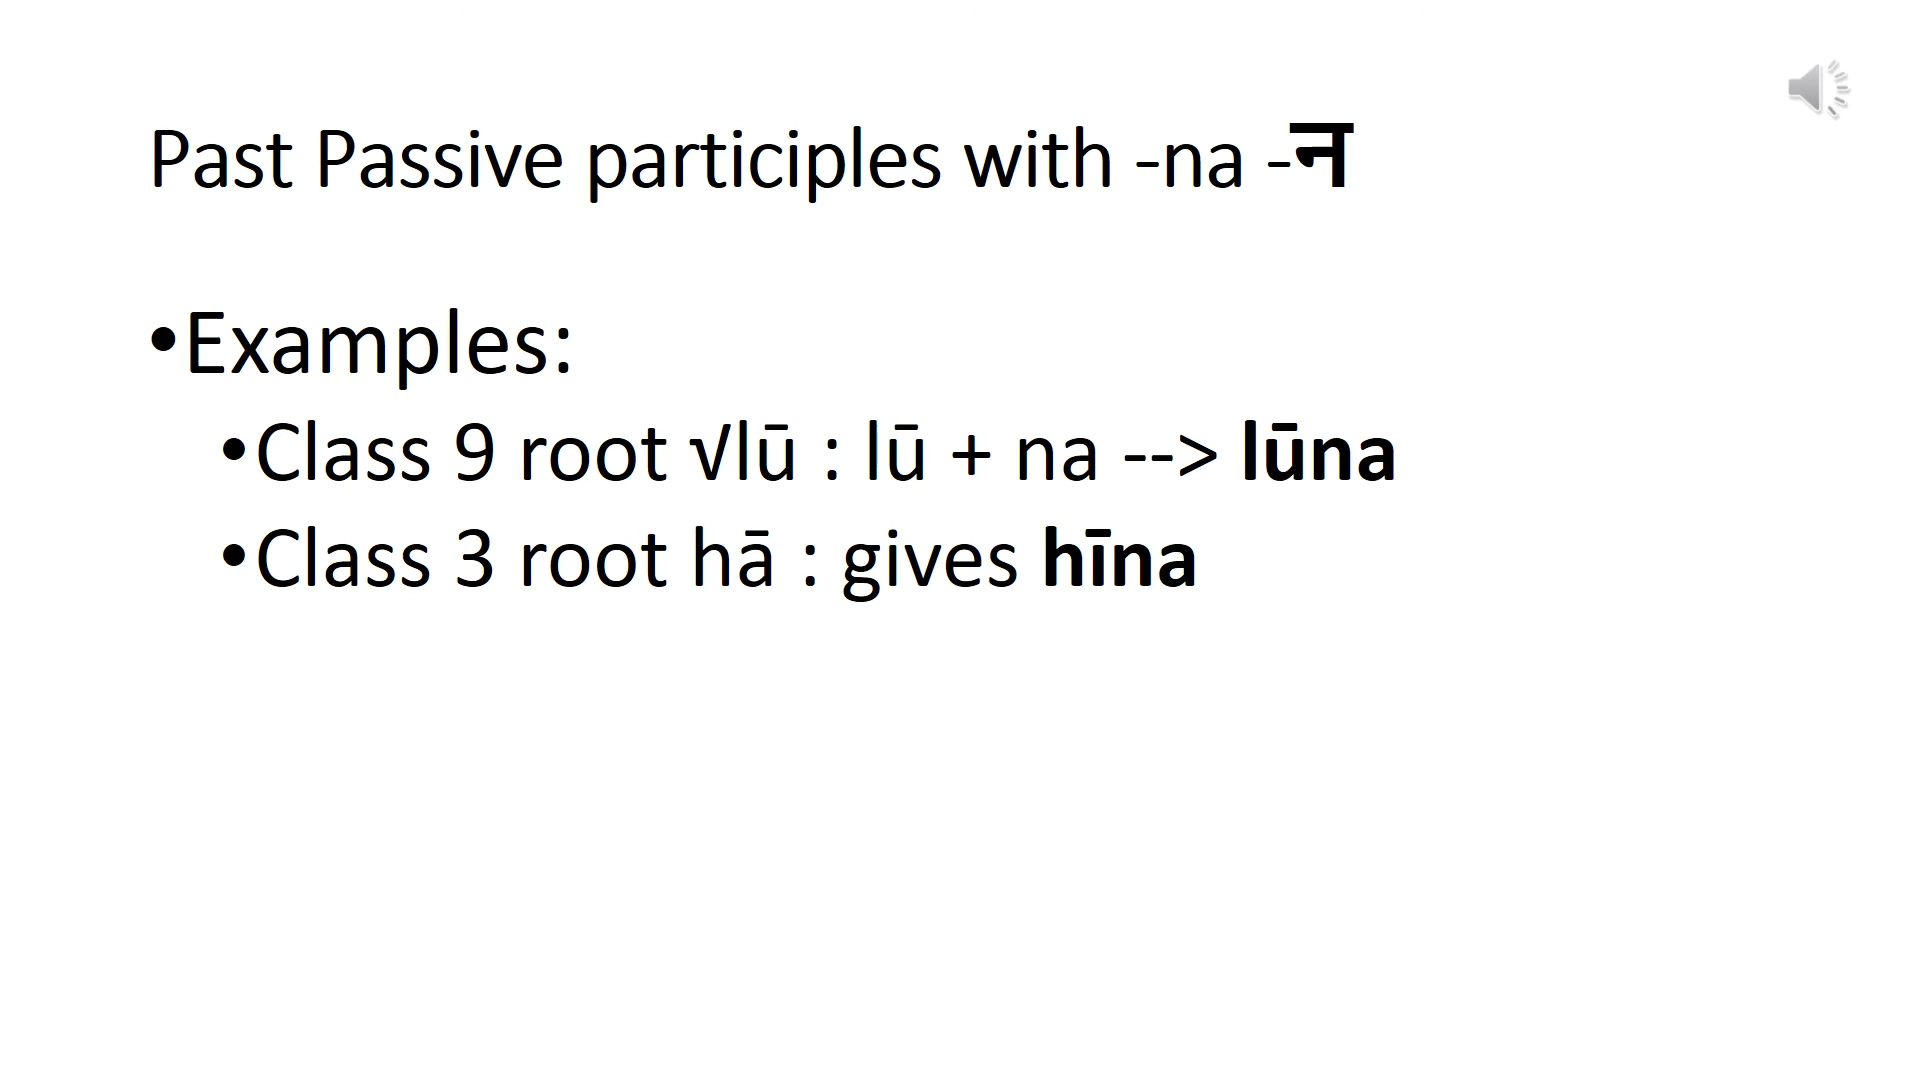 Past Passive participles with -na -न
•Examples:
•Class 9 root √lū : lū + na --> lūna
•Class 3 root hā : gives hīna